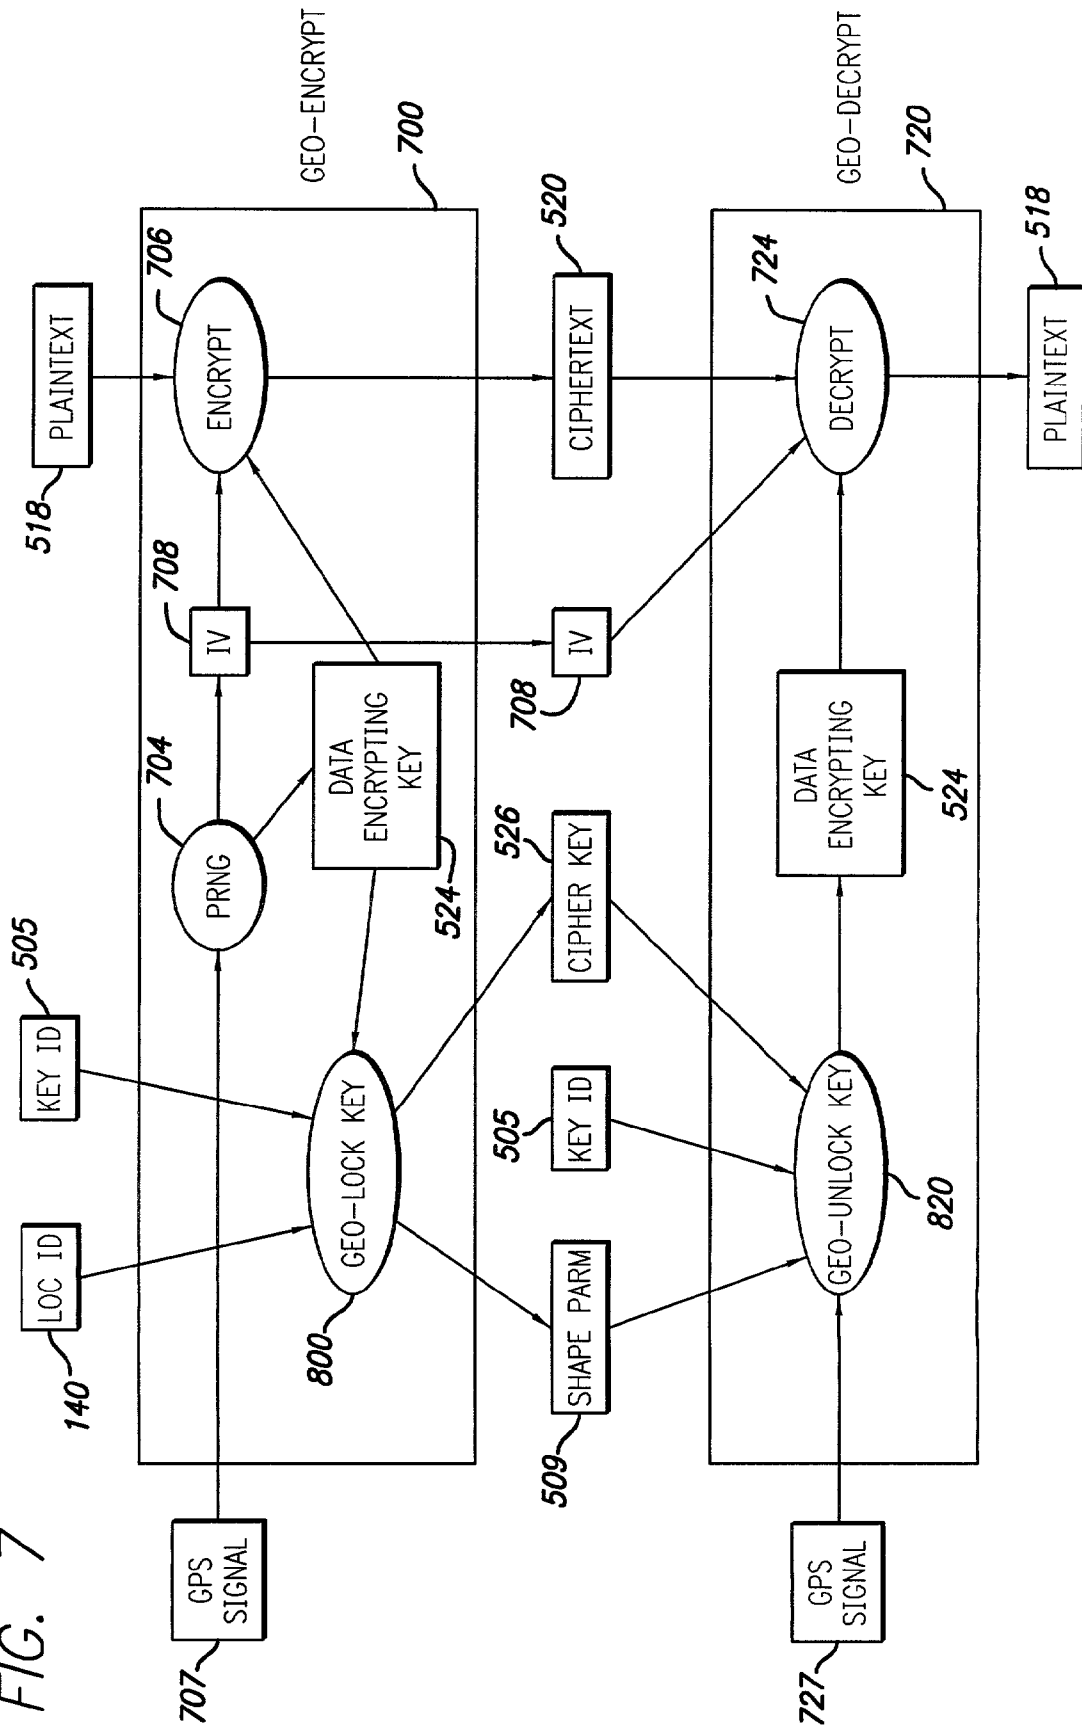 FIG. 7
707
GPS
SIGNAL
140
LOC ID
505
KEY ID
518
PLAINTEXT
704
PRNG
708
IV
706
ENCRYPT
GEO-ENCRYPT
700
800
GEO-LOCK KEY
524
DATA
ENCRYPTING
KEY
509
SHAPE PARM
505
KEY ID
526
CIPHER KEY
708
IV
520
CIPHERTEXT
727
GPS
SIGNAL
820
GEO-UNLOCK KEY
DATA
ENCRYPTING
KEY
524
724
DECRYPT
GEO-DECRYPT
720
518
PLAINTEXT